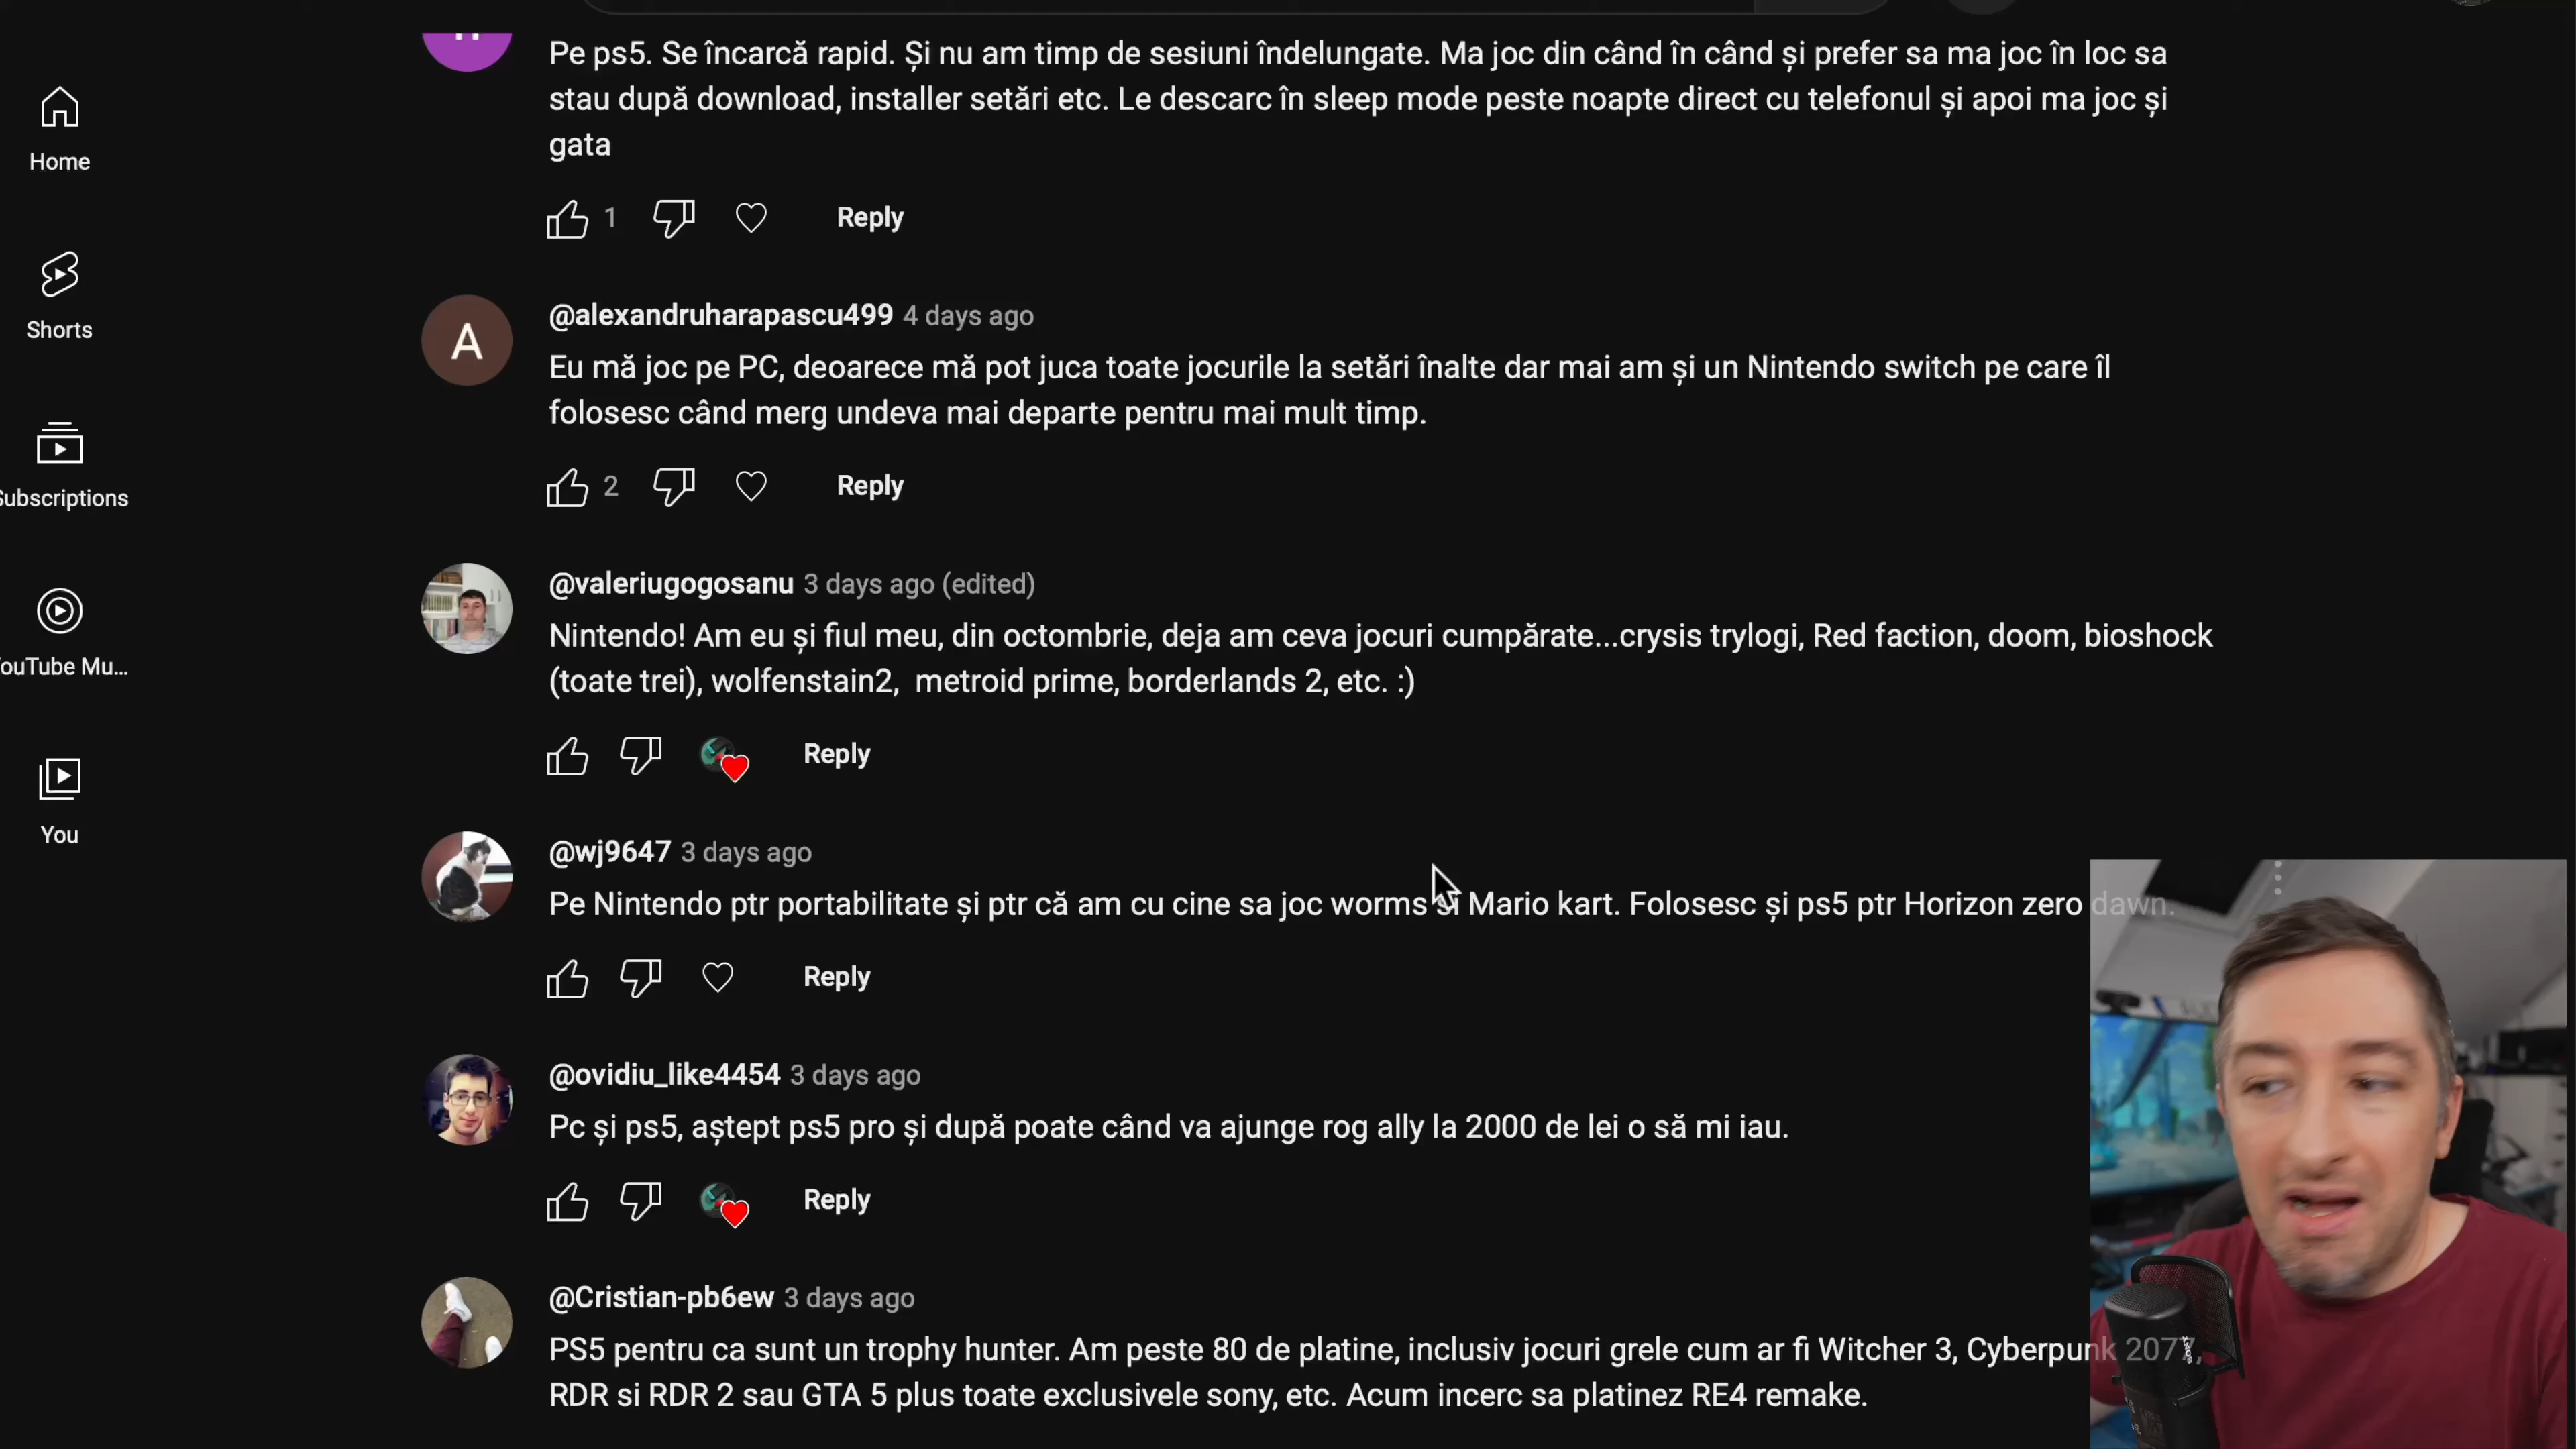 Pe ps5. Se încarcă rapid. Și nu am timp de sesiuni îndelungate. Ma joc din când în când și prefer sa ma joc în loc sa
stau după download, installer setări etc. Le descarc în sleep mode peste noapte direct cu telefonul și apoi ma joc și
gata
1
Reply
Home
Shorts
Subscriptions
YouTube Mu...
You
A
@alexandruharapascu499 4 days ago
Eu mă joc pe PC, deoarece mă pot juca toate jocurile la setări înalte dar mai am și un Nintendo switch pe care îl
folosesc când merg undeva mai departe pentru mai mult timp.
2
Reply
@valeriugogosanu 3 days ago (edited)
Nintendo! Am eu și fiul meu, din octombrie, deja am ceva jocuri cumpărate...crysis trylogi, Red faction, doom, bioshock
(toate trei), wolfenstain2, metroid prime, borderlands 2, etc. :)
Reply
@wj9647 3 days ago
Pe Nintendo ptr portabilitate și ptr că am cu cine sa joc worms si Mario kart. Folosesc și ps5 ptr Horizon zero dawn.
Reply
@ovidiu_like4454 3 days ago
Pc și ps5, aștept ps5 pro și după poate când va ajunge rog ally la 2000 de lei o să mi iau.
Reply
@Cristian-pb6ew 3 days ago
PS5 pentru ca sunt un trophy hunter. Am peste 80 de platine, inclusiv jocuri grele cum ar fi Witcher 3, Cyberpunk 2077,
RDR si RDR 2 sau GTA 5 plus toate exclusivele sony, etc. Acum incerc sa platinez RE4 remake.